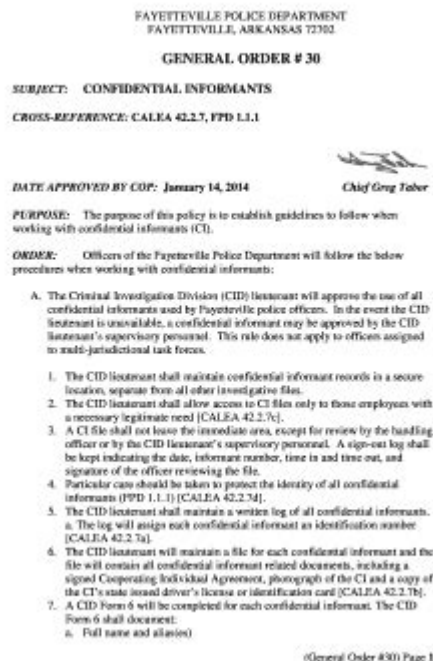 FAYETTEVILLE POLICE DEPARTMENT
FAYETTEVILLE, ARKANSAS 72702
GENERAL ORDER # 30
SUBJECT: CONFIDENTIAL INFORMANTS
CROSS-REFERENCE: CALEA 42.2.7, FPD 1.1.1
DATE APPROVED BY COP: January 14, 2014 Chief Greg Tabor
PURPOSE: The purpose of this policy is to establish guidelines to follow when
working with confidential informants (CI).
ORDER: Officers of the Fayetteville Police Department will follow the below
procedures when working with confidential informants:
A. The Criminal Investigation Division (CID) lieutenant will approve the use of all
confidential informants used by Fayetteville police officers. In the event the CID
lieutenant is unavailable, a confidential informant may be approved by the CID
lieutenant's supervisory personnel. This rule does not apply to officers assigned
to multi-jurisdictional task forces.
1. The CID lieutenant shall maintain confidential informant records in a secure
location, separate from all other investigative files.
2. The CID lieutenant shall allow access to CI files only to those employees with
a necessary legitimate need [CALEA 42.2.7c].
3. A CI file shall not leave the immediate area, except for review by the handling
officer or by the CID lieutenant's supervisory personnel. A sign-out log shall
be kept indicating the date, informant number, time in and time out, and
signature of the officer reviewing the file.
4. Particular care should be taken to protect the identity of all confidential
informants (FPD 1.1.1) [CALEA 42.2.7d].
5. The CID lieutenant shall maintain a written log of all confidential informants.
a. The log will assign each confidential informant an identification number
[CALEA 42.2.7a].
6. The CID lieutenant will maintain a file for each confidential informant and the
file will contain all confidential informant related documents, including a
signed Cooperating Individual Agreement, photograph of the CI and a copy of
the CI's state issued driver's license or identification card [CALEA 42.2.7b].
7. A CID Form 6 will be completed for each confidential informant. The CID
Form 6 shall document:
a. Full name and alias(es)
(General Order #30) Page 1